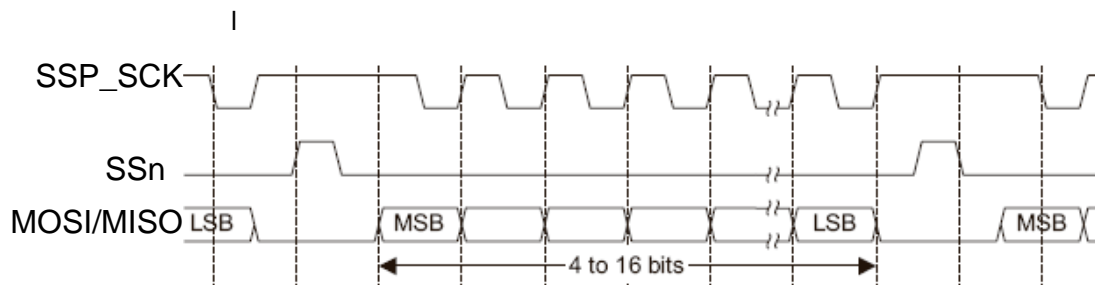 I
SSP_SCK
SSn
MOSI/MISO LSB MSB LSB MSB
4 to 16 bits